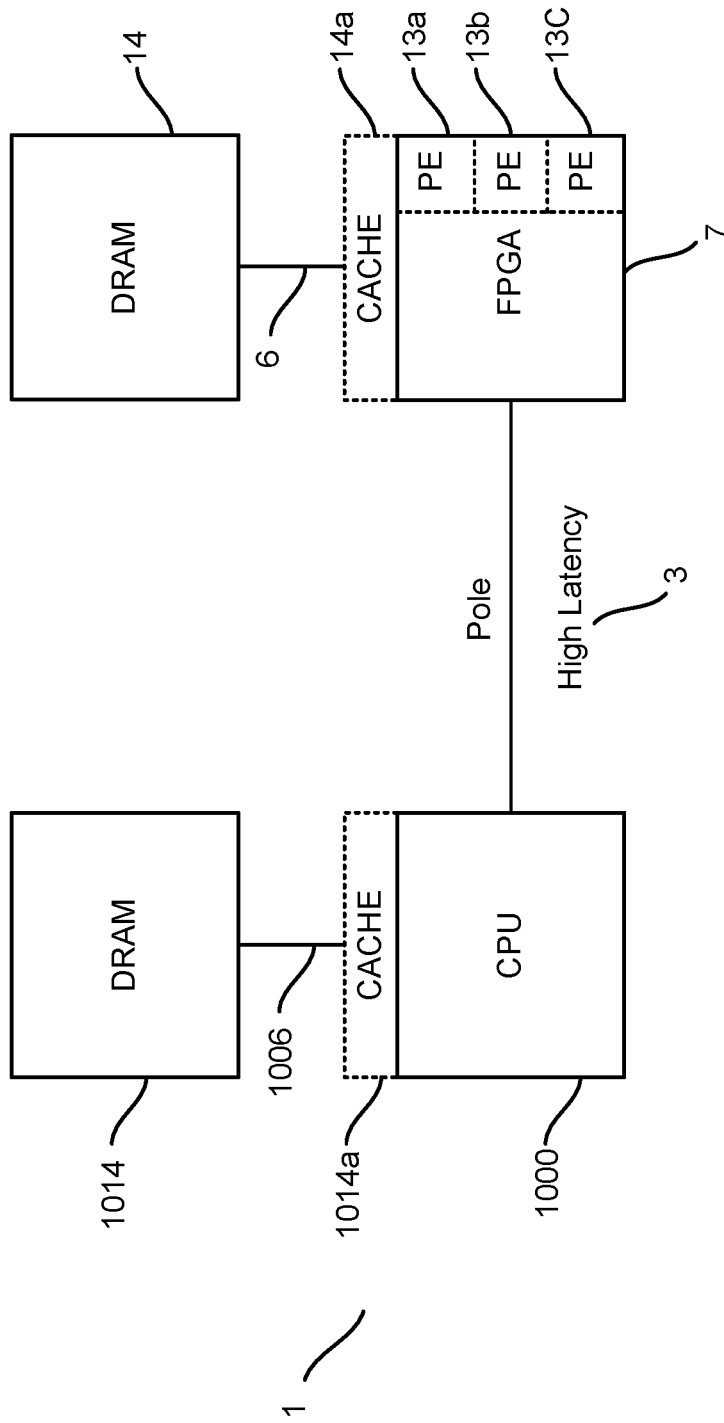 DRAM
1014
1006
CACHE
1014a
CPU
1000
1
Pole
High Latency
3
DRAM
14
6
CACHE
14a
FPGA
PE
PE
PE
13a
13b
13C
7